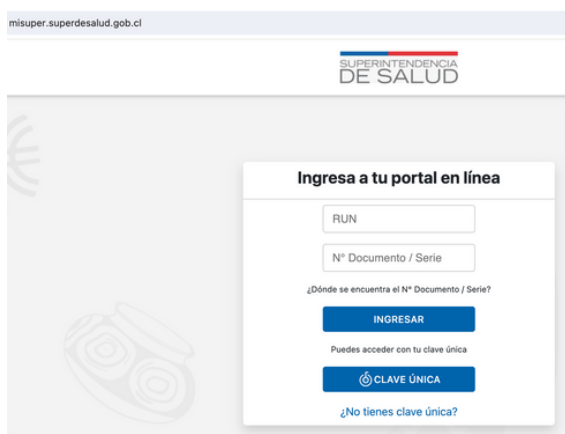 misuper.superdesalud.gob.cl
SUPERINTENDENCIA
DE SALUD
Ingresa a tu portal en línea
RUN
N° Documento / Serie
¿Dónde se encuentra el N° Documento / Serie?
INGRESAR
Puedes acceder con tu clave única
CLAVE ÚNICA
¿No tienes clave única?